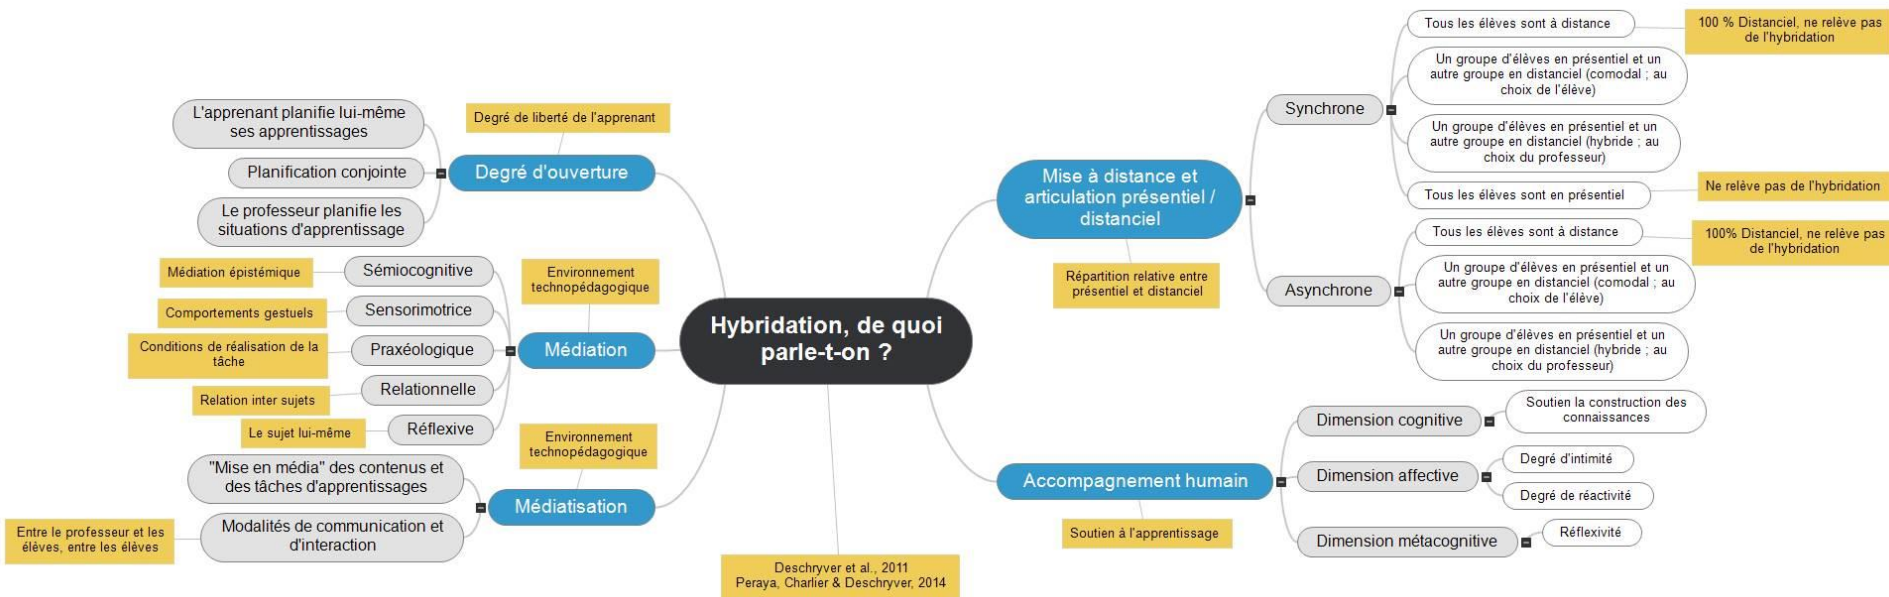 Hybridation, de quoi
parle-t-on ?
Deschryver et al., 2011
Peraya, Charlier & Deschryver, 2014
Degré de liberté de l'apprenant
Degré d'ouverture
L'apprenant planifie lui-même
ses apprentissages
Planification conjointe
Le professeur planifie les
situations d'apprentissage
Environnement
technopédagogique
Médiation
Médiation épistémique
Sémiocognitive
Comportements gestuels
Sensorimotrice
Conditions de réalisation de la
tâche
Praxéologique
Relation inter sujets
Relationnelle
Le sujet lui-même
Réflexive
Environnement
technopédagogique
Médiatisation
"Mise en média" des contenus et
des tâches d'apprentissages
Entre le professeur et les
élèves, entre les élèves
Modalités de communication et
d'interaction
Mise à distance et
articulation présentiel /
distanciel
Répartition relative entre
présentiel et distanciel
Synchrone
Tous les élèves sont à distance
100 % Distanciel, ne relève pas
de l'hybridation
Un groupe d'élèves en présentiel et un
autre groupe en distanciel (comodal ; au
choix de l'élève)
Un groupe d'élèves en présentiel et un
autre groupe en distanciel (hybride ; au
choix du professeur)
Tous les élèves sont en présentiel
Ne relève pas de l'hybridation
Asynchrone
Tous les élèves sont à distance
100% Distanciel, ne relève pas
de l'hybridation
Un groupe d'élèves en présentiel et un
autre groupe en distanciel (comodal ; au
choix de l'élève)
Un groupe d'élèves en présentiel et un
autre groupe en distanciel (hybride ; au
choix du professeur)
Accompagnement humain
Soutien à l'apprentissage
Dimension cognitive
Soutien la construction des
connaissances
Dimension affective
Degré d'intimité
Degré de réactivité
Dimension métacognitive
Réflexivité